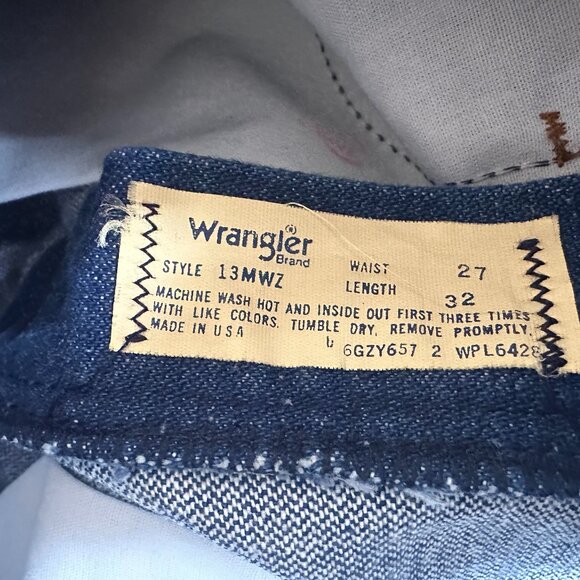 Wrangler®
Brand
STYLE 13MWZ WAIST 27
LENGTH 32
MACHINE WASH HOT AND INSIDE OUT FIRST THREE TIMES
WITH LIKE COLORS. TUMBLE DRY. REMOVE PROMPTLY.
MADE IN USA 6GZY657 2 WPL6428